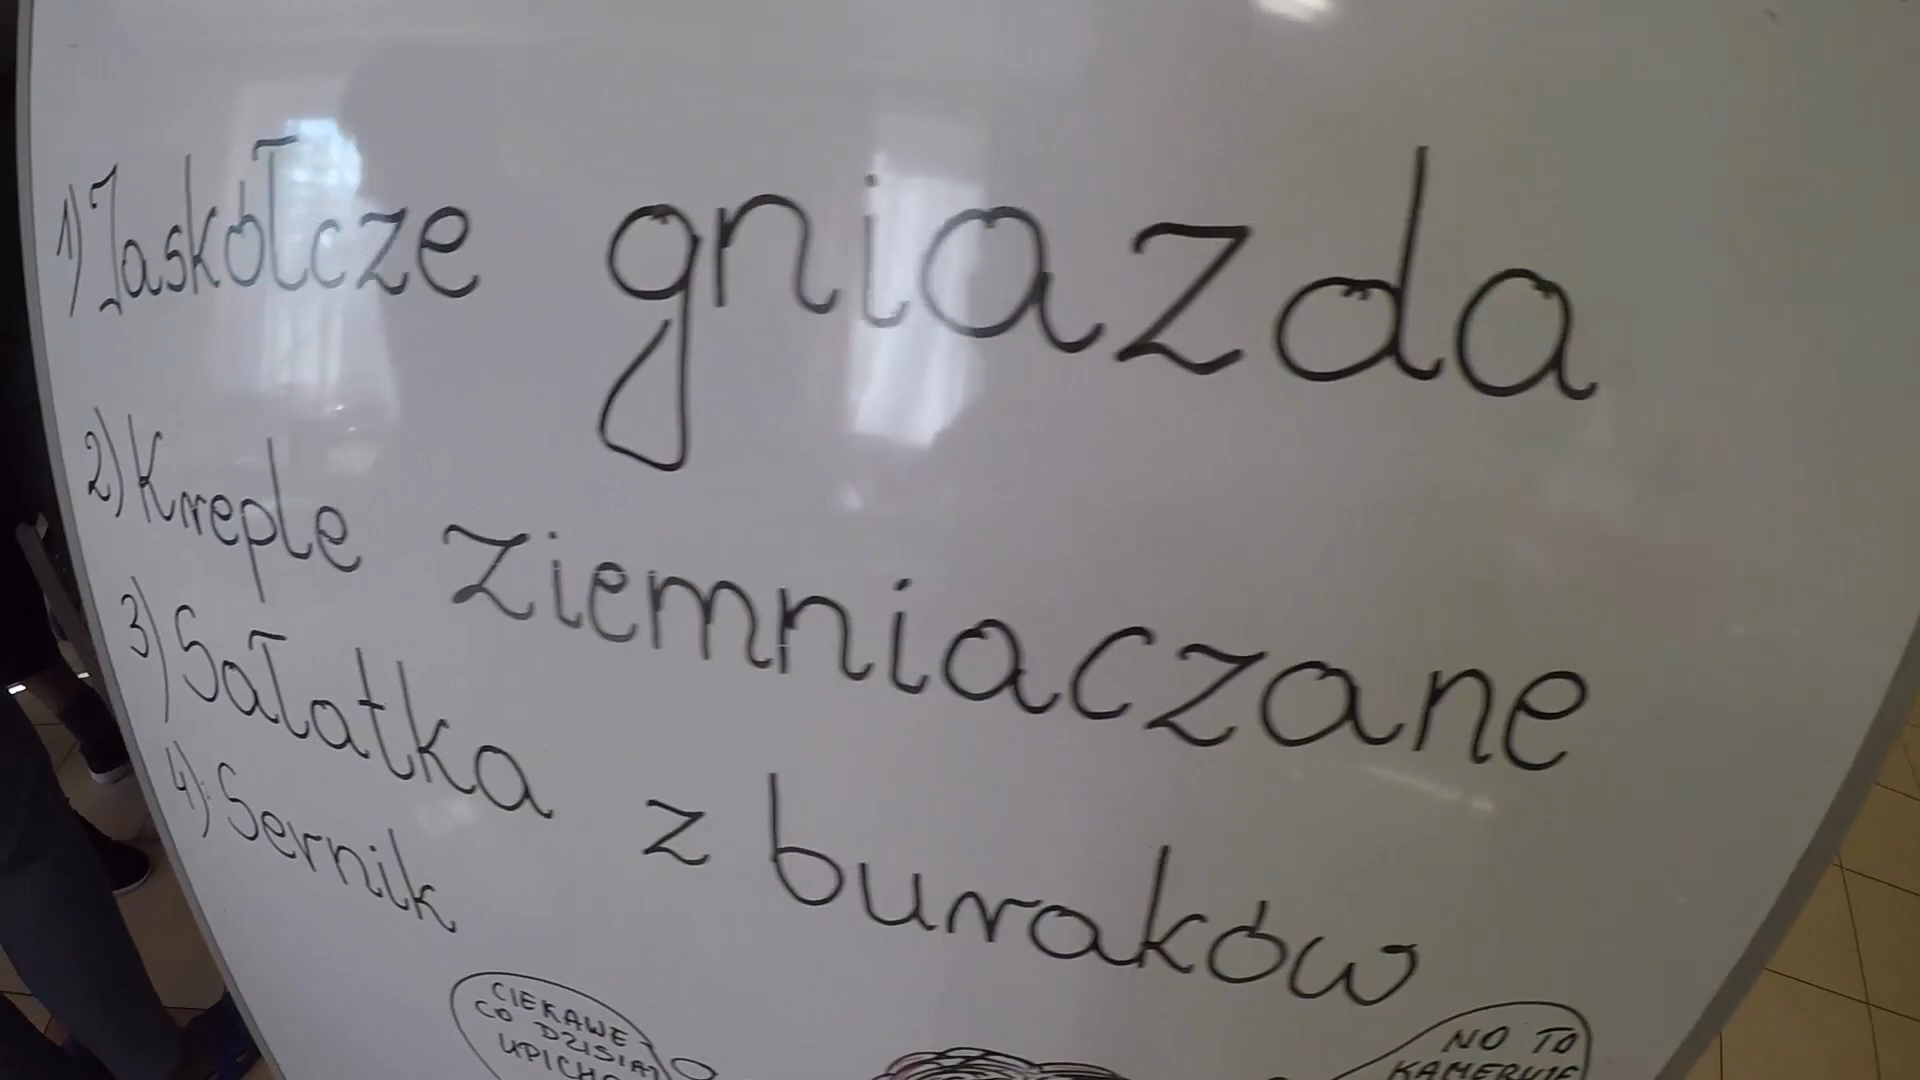 1) Jaskółcze gniazda
2) Kreple ziemniaczane
3) Sałatka z buraków
4) Sernik
CIEKAWE
CO DZISIAJ
NO TO